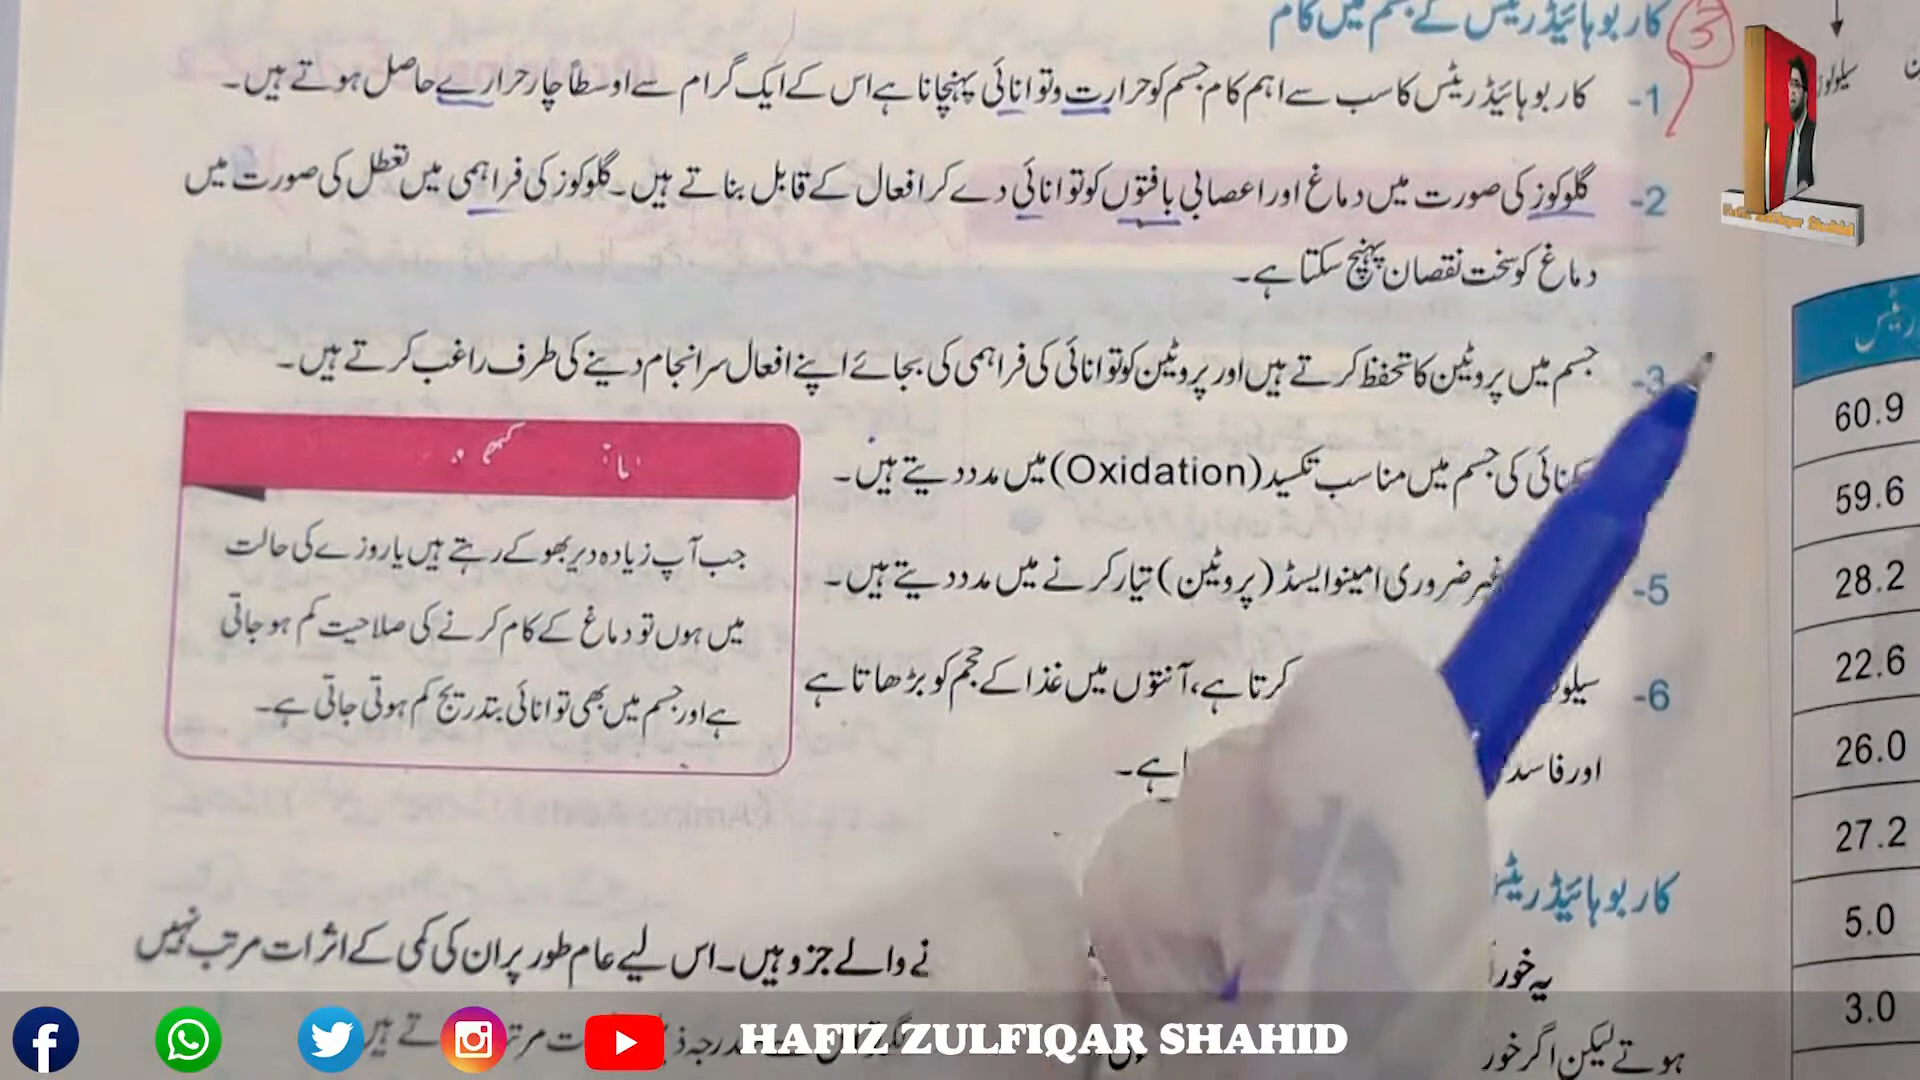 کاربوہائیڈریٹس کے جسم میں کام
3
1- کاربوہائیڈریٹس کا سب سے اہم کام جسم کو حرارت و توانائی پہنچانا ہے اس کے ایک گرام سے اوسطاً چار حرارے حاصل ہوتے ہیں۔
2- گلوکوز کی صورت میں دماغ اور اعصابی بافتوں کو توانائی دے کر افعال کے قابل بناتے ہیں۔ گلوکوز کی فراہمی میں تعطل کی صورت میں
دماغ کو سخت نقصان پہنچ سکتا ہے۔
3- جسم میں پروٹین کا تحفظ کرتے ہیں اور پروٹین کو توانائی کی فراہمی کی بجائے اپنے افعال سرانجام دینے کی طرف راغب کرتے ہیں۔
کی جسم میں مناسب تکسید (Oxidation) میں مدد دیتے ہیں۔
5- غیر ضروری امینو ایسڈ (پروٹین) تیار کرنے میں مدد دیتے ہیں۔
6- کرتا ہے، آنتوں میں غذا کے حجم کو بڑھاتا ہے
اور فاسد ہے۔
جب آپ زیادہ دیر بھوکے رہتے ہیں یا روزے کی حالت
میں ہوں تو دماغ کے کام کرنے کی صلاحیت کم ہو جاتی
ہے اور جسم میں بھی توانائی بتدریج کم ہوتی جاتی ہے۔
کاربوہائیڈریٹس
یہ نے والے جزو ہیں۔ اس لیے عام طور پر ان کی کمی کے اثرات مرتب نہیں
ہوتے لیکن اگر
60.9
59.6
28.2
22.6
26.0
27.2
5.0
3.0
Hafiz Zulfiqar Shahid
HAFIZ ZULFIQAR SHAHID